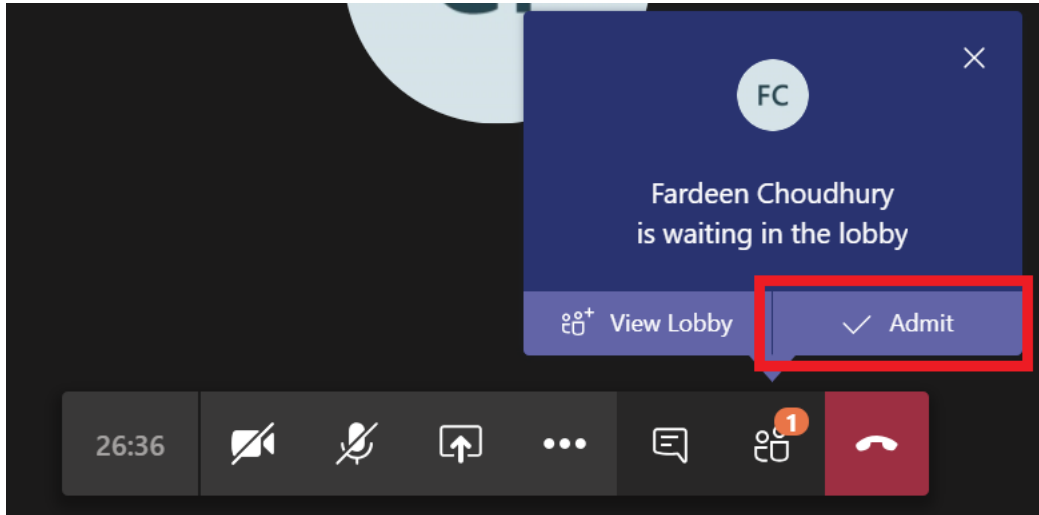 FC
Fardeen Choudhury
is waiting in the lobby
View Lobby
Admit
26:36
1